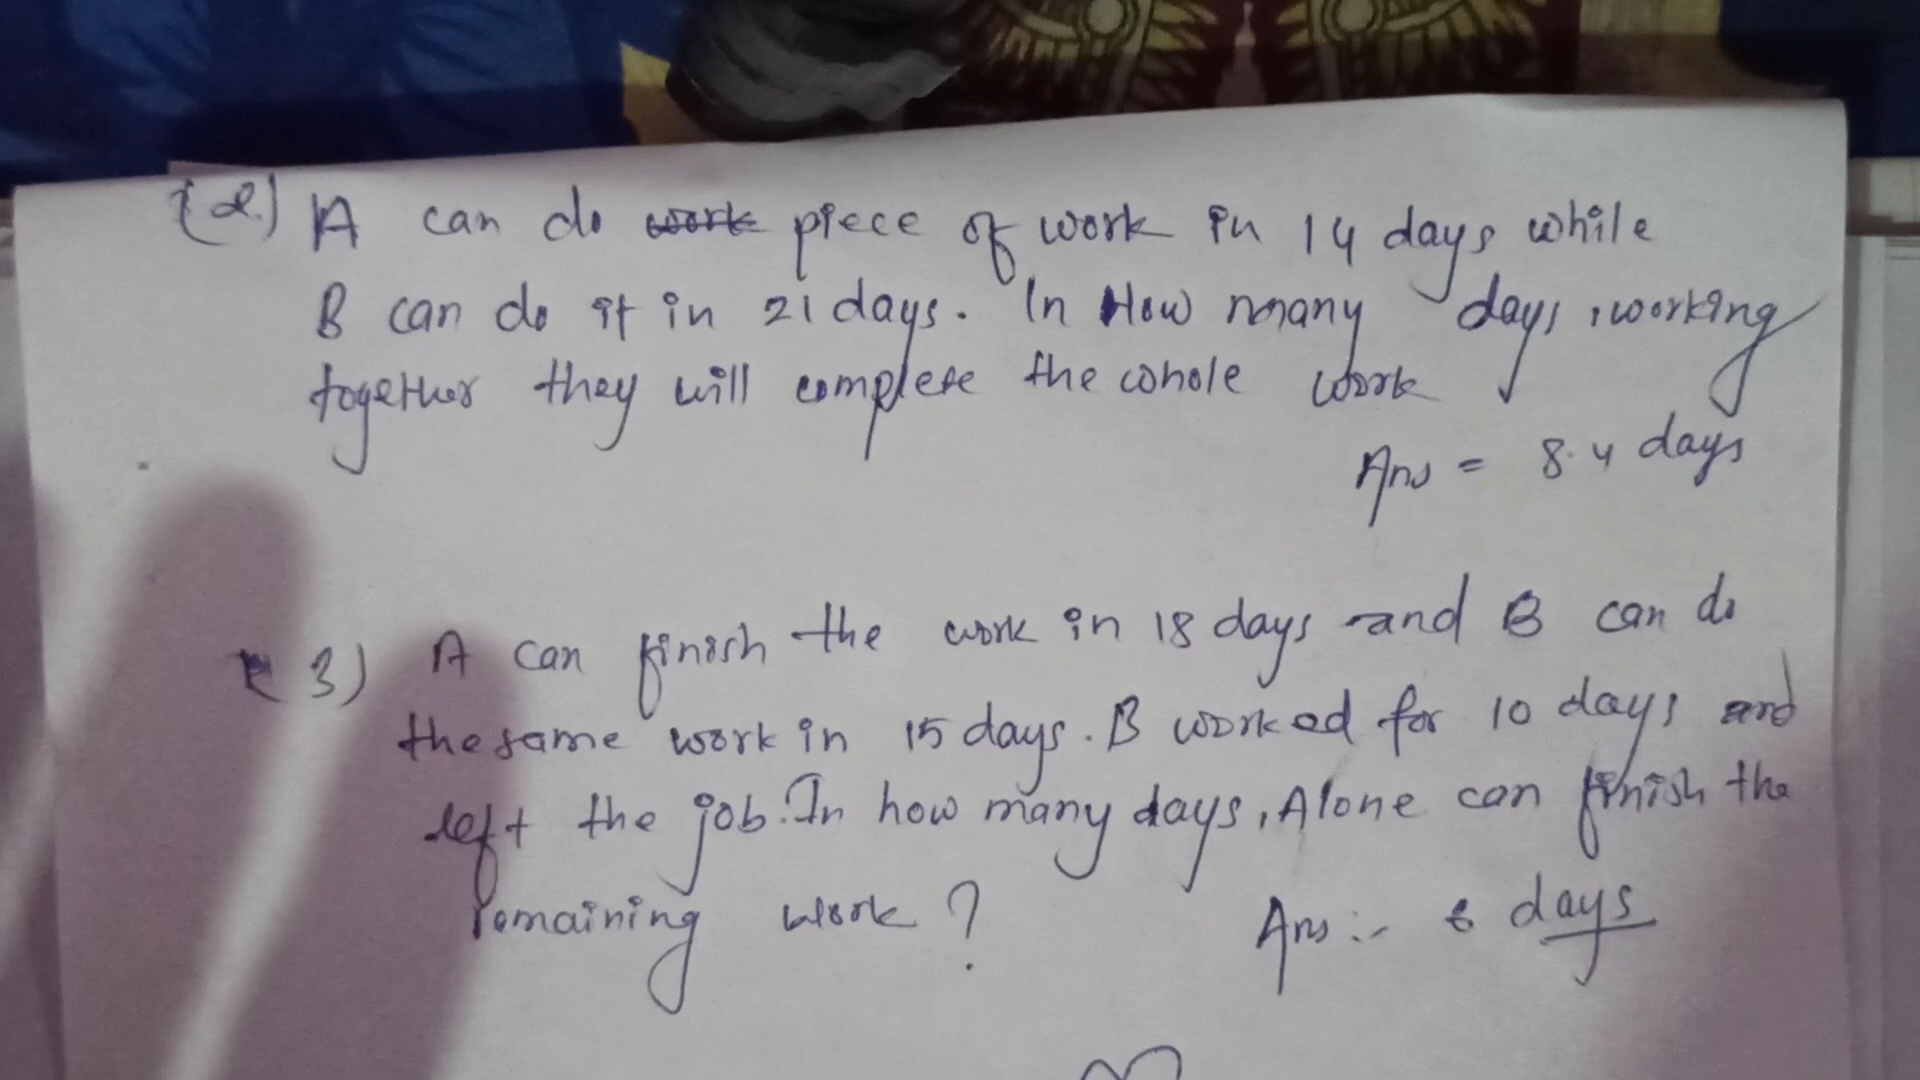 (2) A can do work piece of work in 14 days while
B can do it in 21 days. In How many days, working
together they will complete the whole work
Ans = 8.4 days
(3) A can finish the work in 18 days and B can do
the same work in 15 days. B worked for 10 days and
left the job. In how many days, A lone can finish the
remaining work ?
Ans :- 6 days